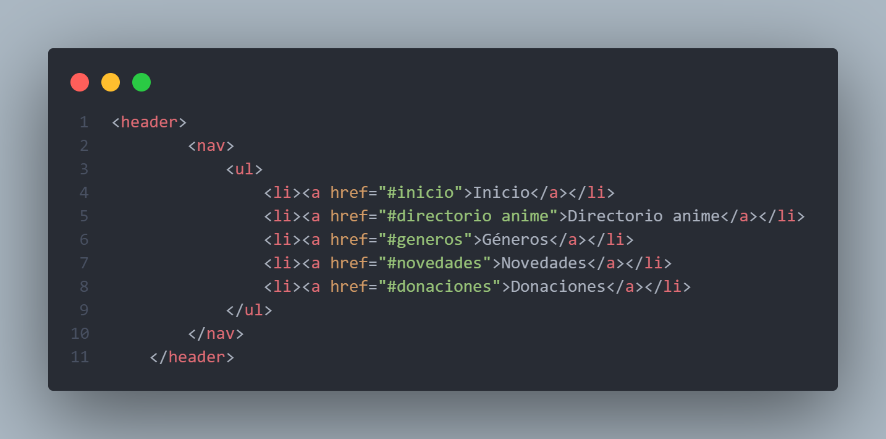 1 <header>
2         <nav>
3             <ul>
4                 <li><a href="#inicio">Inicio</a></li>
5                 <li><a href="#directorio anime">Directorio anime</a></li>
6                 <li><a href="#generos">Géneros</a></li>
7                 <li><a href="#novedades">Novedades</a></li>
8                 <li><a href="#donaciones">Donaciones</a></li>
9             </ul>
10         </nav>
11     </header>